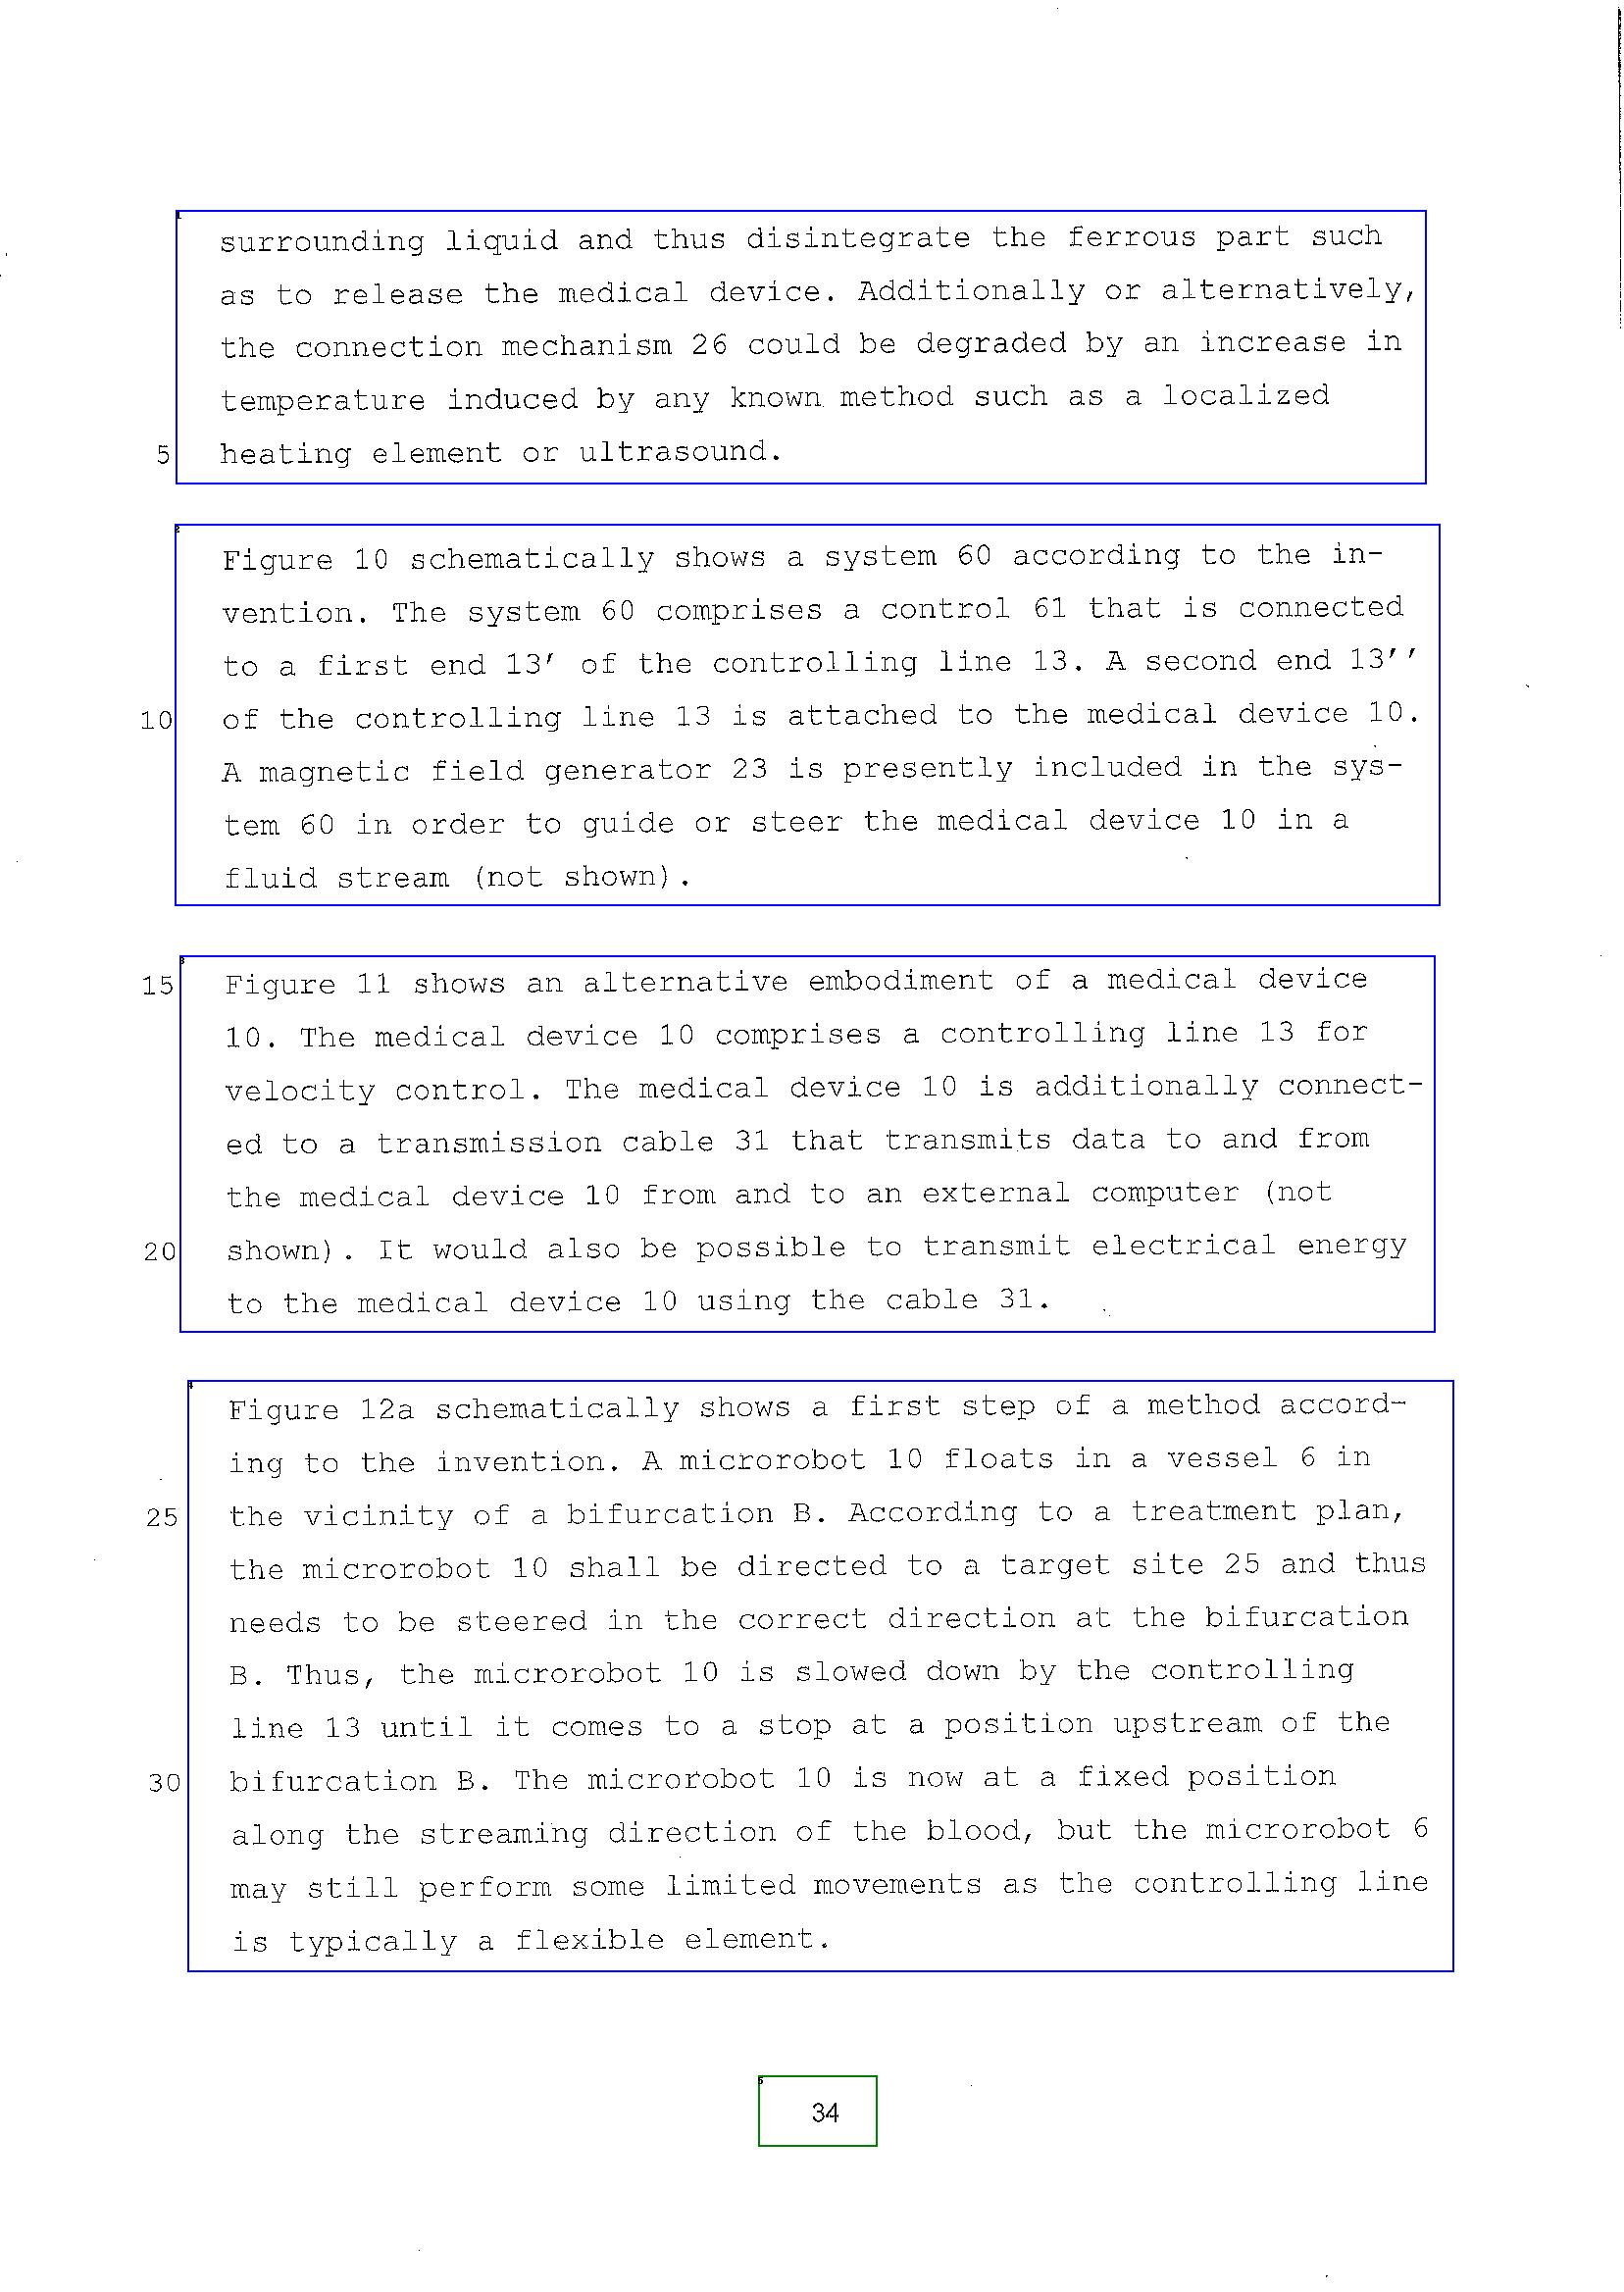 surrounding liquid and thus disintegrate the ferrous part such
as to release the medical device. Additionally or alternatively,
the connection mechanism 26 could be degraded by an increase in
temperature induced by any known method such as a localized
5 heating element or ultrasound.
Figure 10 schematically shows a system 60 according to the in-
vention. The system 60 comprises a control 61 that is connected
to a first end 13' of the controlling line 13. A second end 13''
10 of the controlling line 13 is attached to the medical device 10.
A magnetic field generator 23 is presently included in the sys-
tem 60 in order to guide or steer the medical device 10 in a
fluid stream (not shown).
15 Figure 11 shows an alternative embodiment of a medical device
10. The medical device 10 comprises a controlling line 13 for
velocity control. The medical device 10 is additionally connect-
ed to a transmission cable 31 that transmits data to and from
the medical device 10 from and to an external computer (not
20 shown). It would also be possible to transmit electrical energy
to the medical device 10 using the cable 31.
Figure 12a schematically shows a first step of a method accord-
ing to the invention. A microrobot 10 floats in a vessel 6 in
25 the vicinity of a bifurcation B. According to a treatment plan,
the microrobot 10 shall be directed to a target site 25 and thus
needs to be steered in the correct direction at the bifurcation
B. Thus, the microrobot 10 is slowed down by the controlling
line 13 until it comes to a stop at a position upstream of the
30 bifurcation B. The microrobot 10 is now at a fixed position
along the streaming direction of the blood, but the microrobot 6
may still perform some limited movements as the controlling line
is typically a flexible element.
34